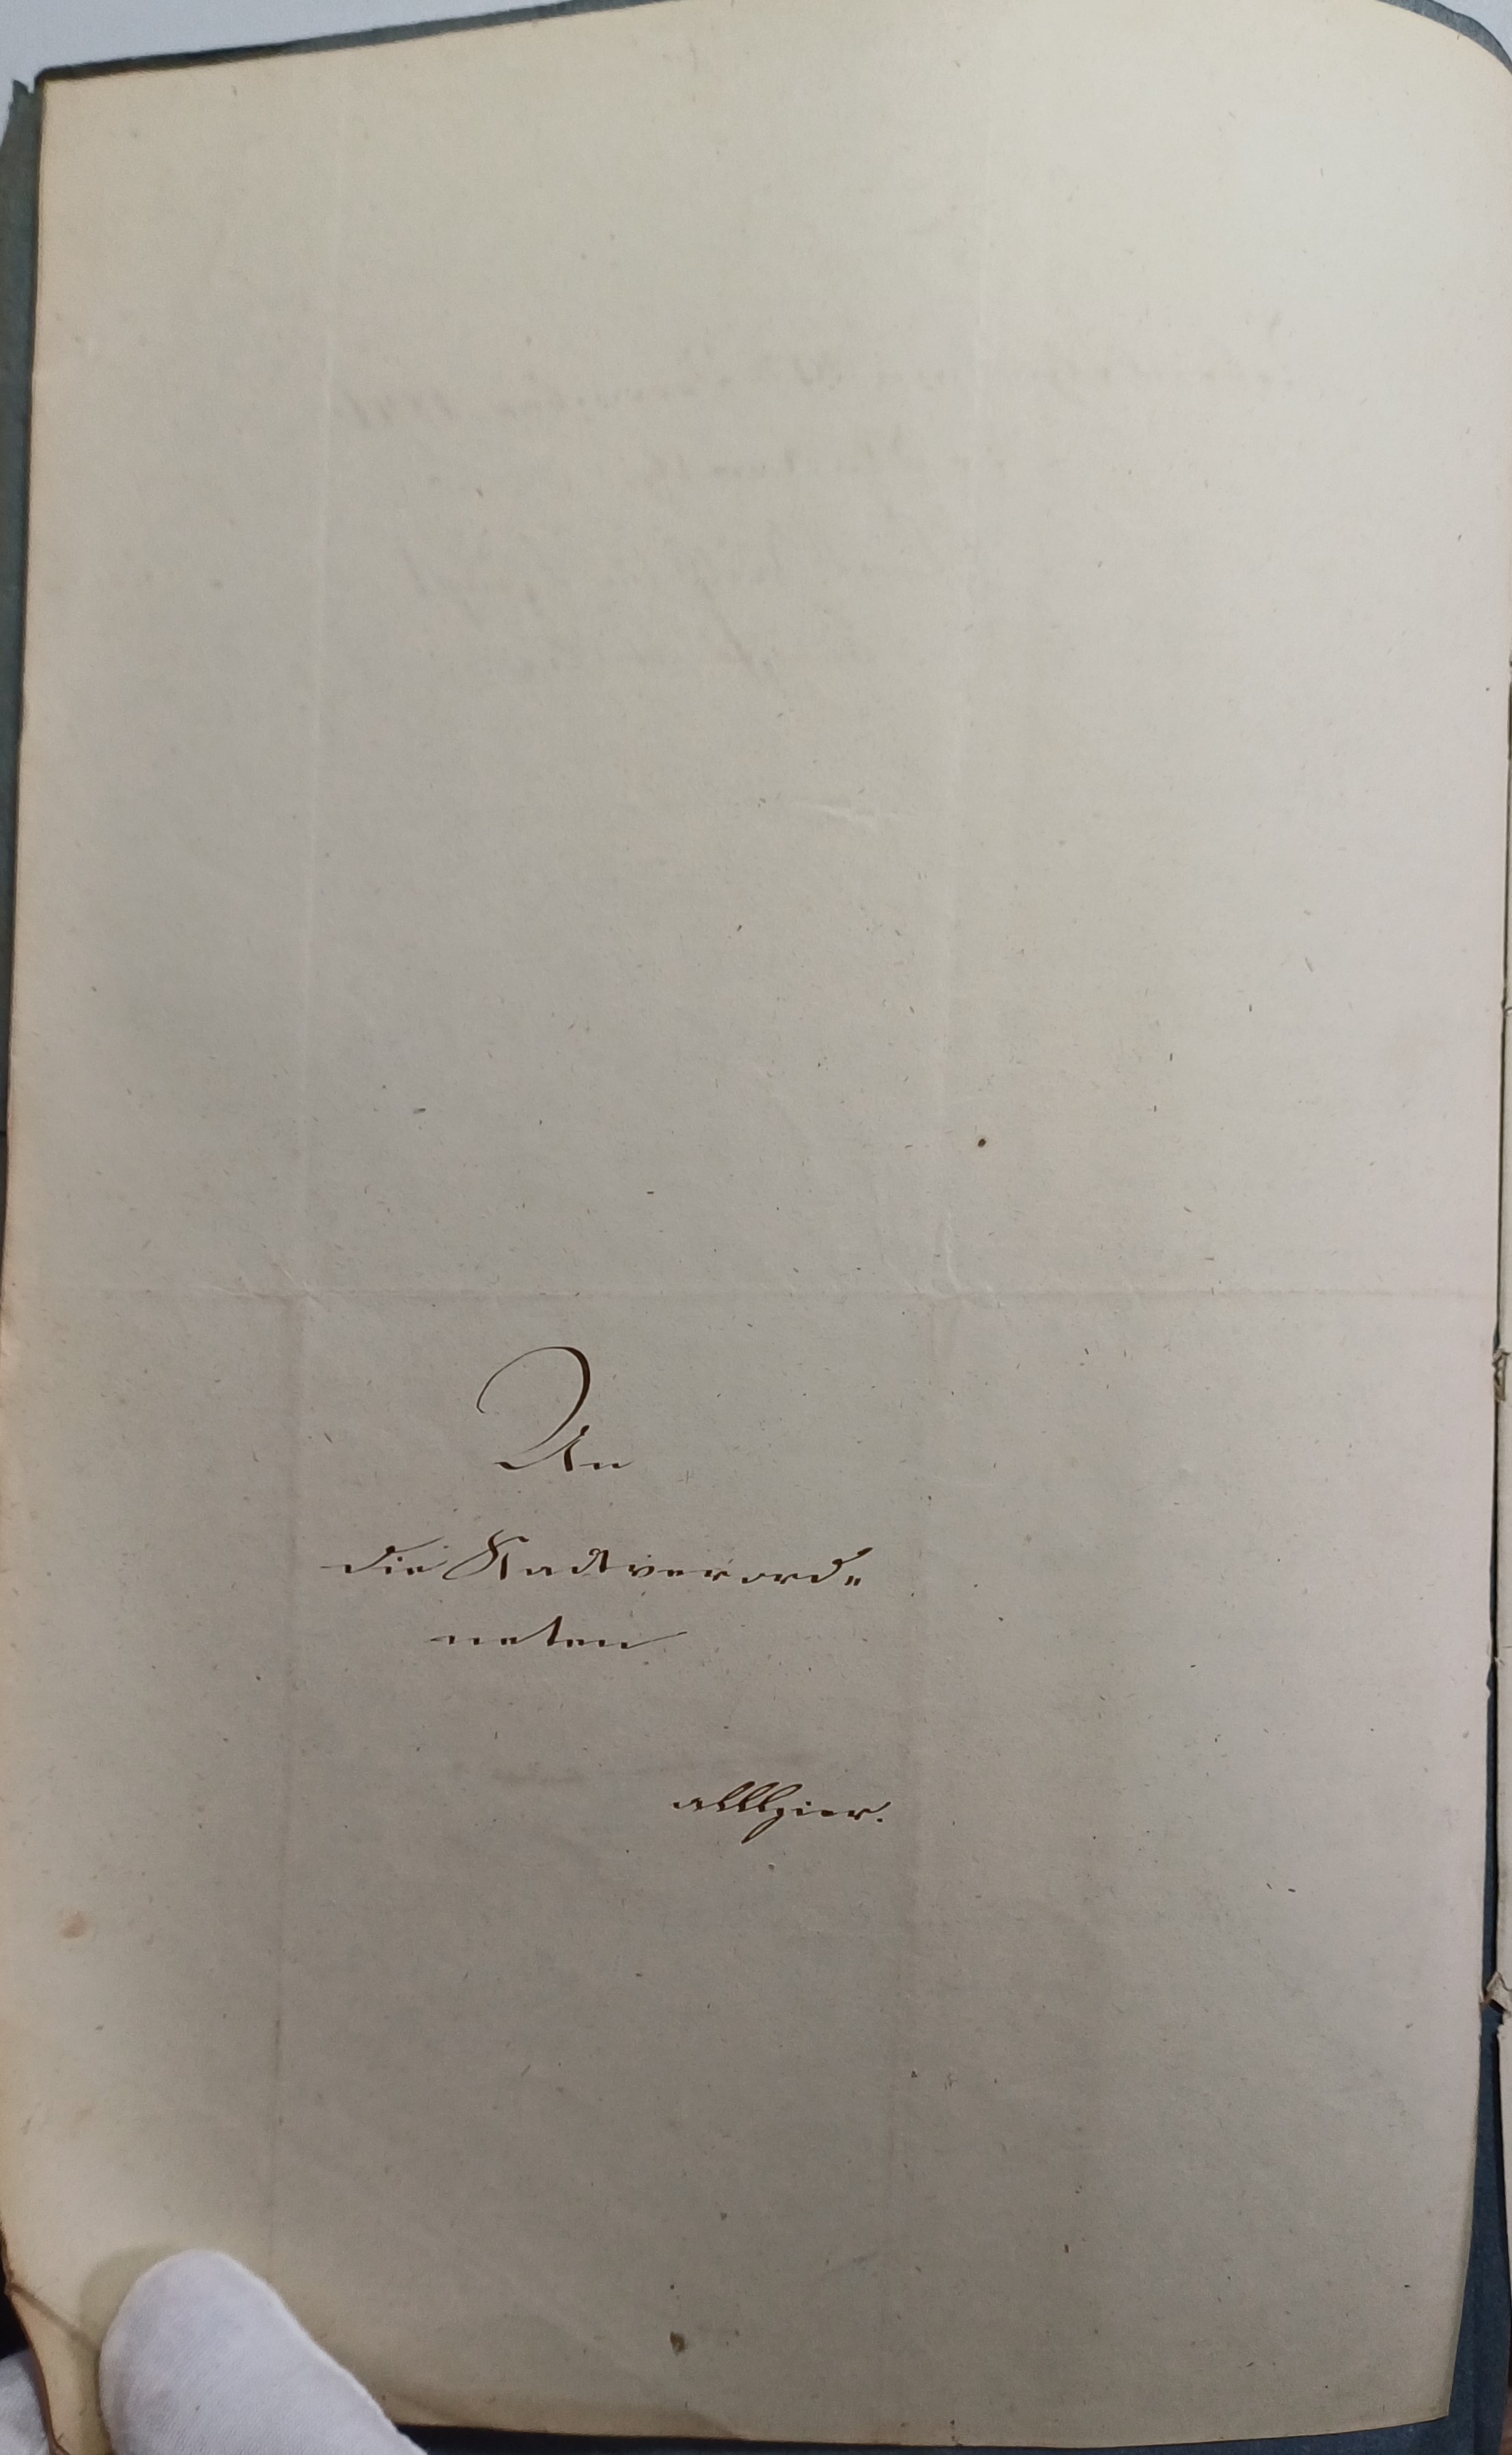 An
die Stadtverord„
neten
allhier.